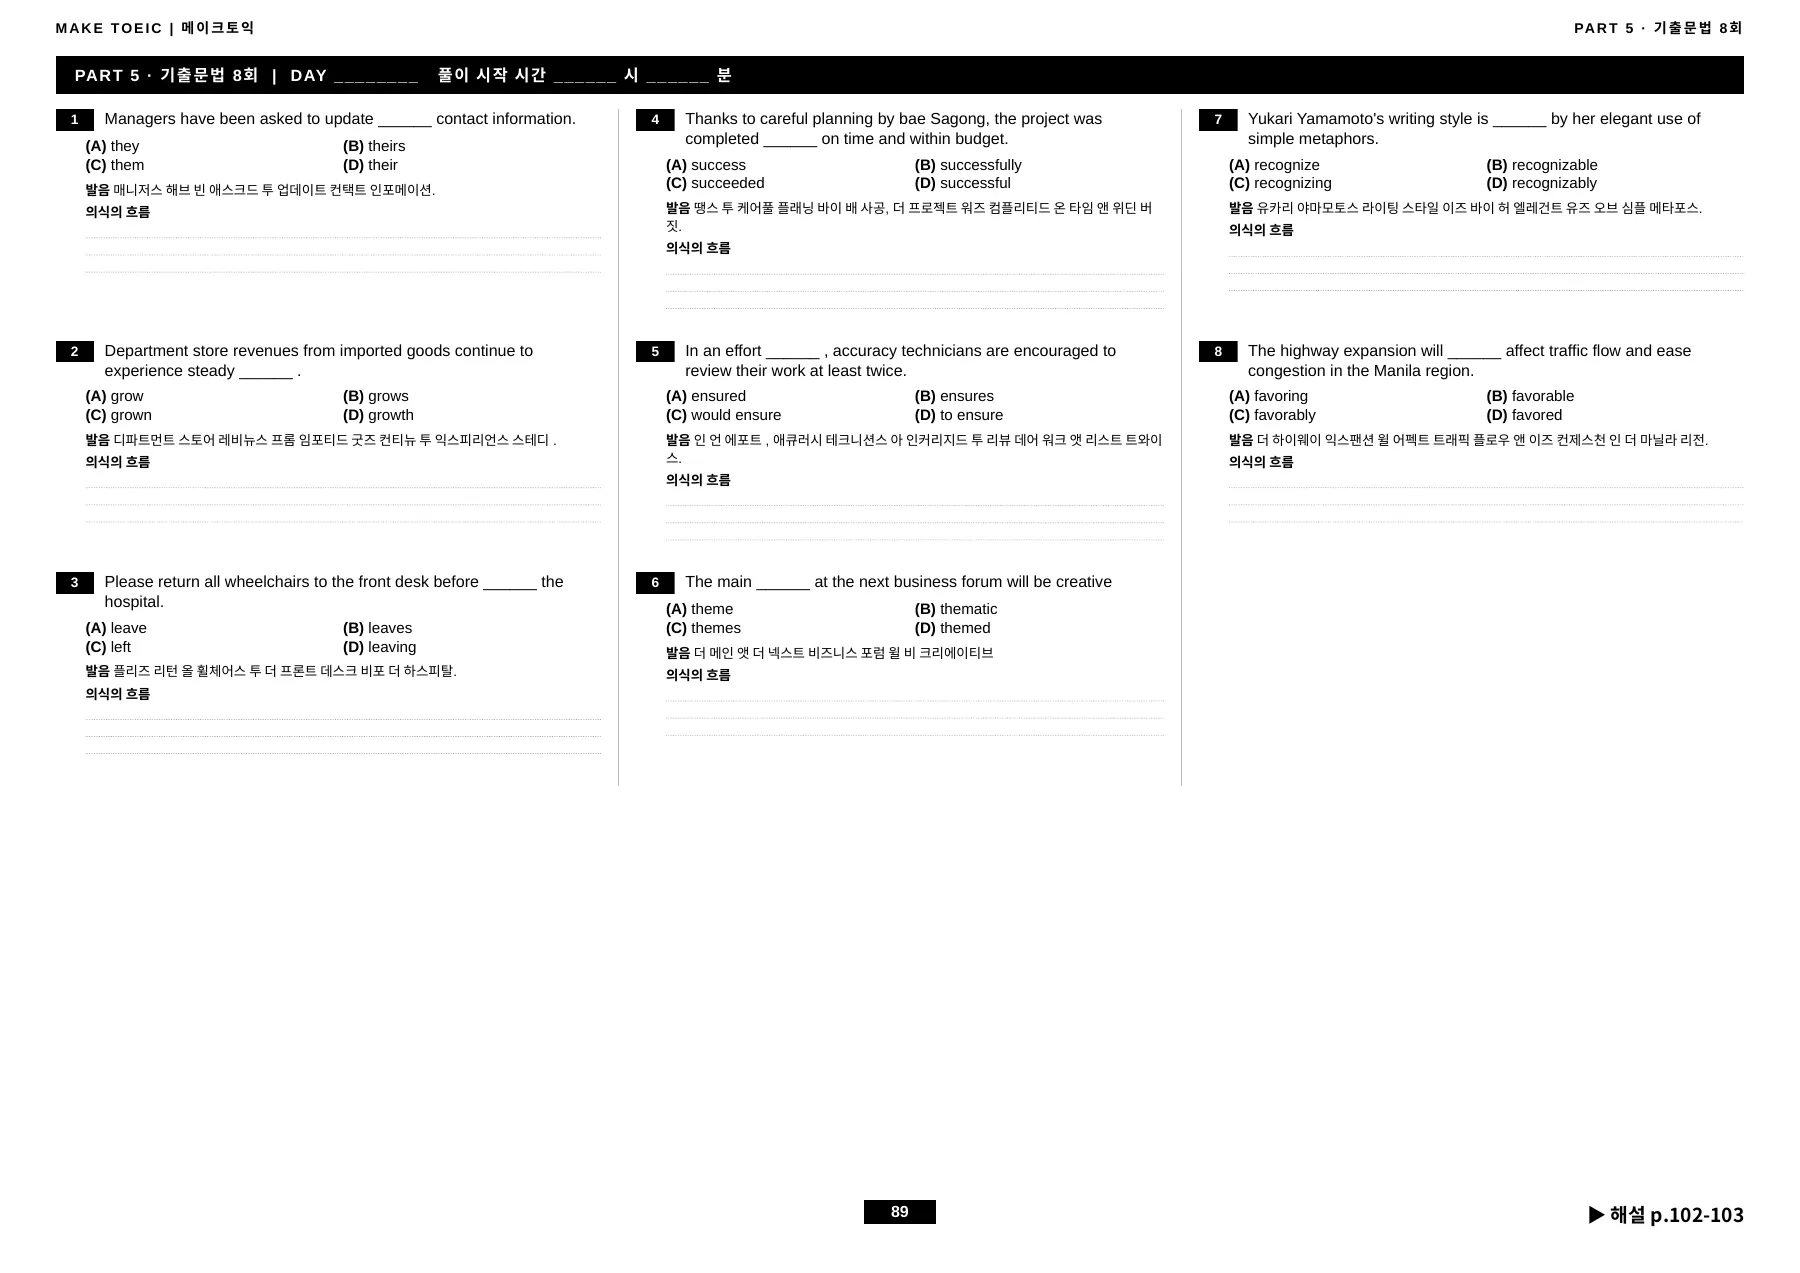 MAKE TOEIC | 메이크토익
PART 5 · 기출문법 8회
PART 5 · 기출문법 8회 | DAY ________ 풀이 시작 시간 ______ 시 ______ 분
1 Managers have been asked to update ______ contact information.
(A) they (B) theirs
(C) them (D) their
발음 매니저스 해브 빈 애스크드 투 업데이트 컨택트 인포메이션.
의식의 흐름
2 Department store revenues from imported goods continue to
experience steady ______ .
(A) grow (B) grows
(C) grown (D) growth
발음 디파트먼트 스토어 레비뉴스 프롬 임포티드 굿즈 컨티뉴 투 익스피리언스 스테디 .
의식의 흐름
3 Please return all wheelchairs to the front desk before ______ the
hospital.
(A) leave (B) leaves
(C) left (D) leaving
발음 플리즈 리턴 올 휠체어스 투 더 프론트 데스크 비포 더 하스피탈.
의식의 흐름
4 Thanks to careful planning by bae Sagong, the project was
completed ______ on time and within budget.
(A) success (B) successfully
(C) succeeded (D) successful
발음 땡스 투 케어풀 플래닝 바이 배 사공, 더 프로젝트 워즈 컴플리티드 온 타임 앤 위딘 버
짓.
의식의 흐름
5 In an effort ______ , accuracy technicians are encouraged to
review their work at least twice.
(A) ensured (B) ensures
(C) would ensure (D) to ensure
발음 인 언 에포트 , 애큐러시 테크니션스 아 인커리지드 투 리뷰 데어 워크 앳 리스트 트와이
스.
의식의 흐름
6 The main ______ at the next business forum will be creative
(A) theme (B) thematic
(C) themes (D) themed
발음 더 메인 앳 더 넥스트 비즈니스 포럼 윌 비 크리에이티브
의식의 흐름
7 Yukari Yamamoto's writing style is ______ by her elegant use of
simple metaphors.
(A) recognize (B) recognizable
(C) recognizing (D) recognizably
발음 유카리 야마모토스 라이팅 스타일 이즈 바이 허 엘레건트 유즈 오브 심플 메타포스.
의식의 흐름
8 The highway expansion will ______ affect traffic flow and ease
congestion in the Manila region.
(A) favoring (B) favorable
(C) favorably (D) favored
발음 더 하이웨이 익스팬션 윌 어펙트 트래픽 플로우 앤 이즈 컨제스천 인 더 마닐라 리전.
의식의 흐름
89
▶ 해설 p.102-103